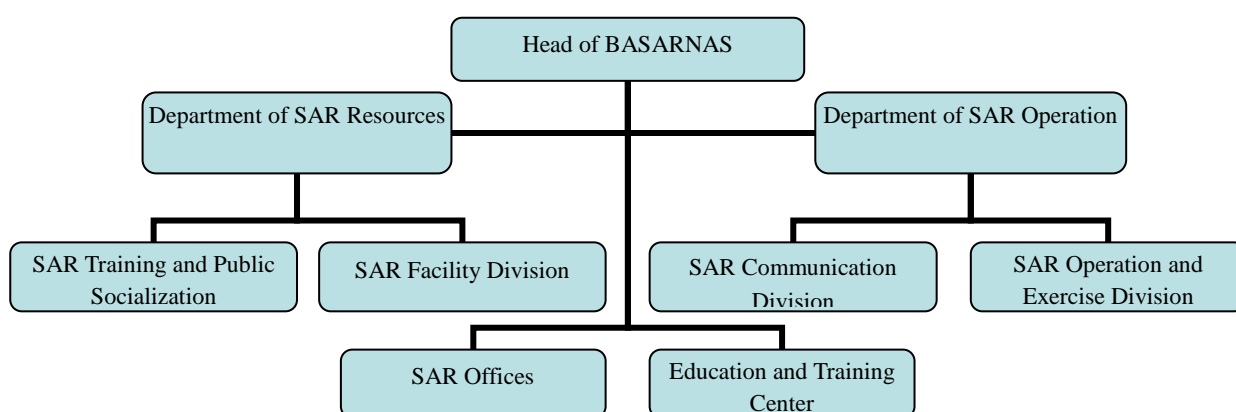 Head of BASARNAS
Department of SAR Resources
Department of SAR Operation
SAR Training and Public
Socialization
SAR Facility Division
SAR Communication
Division
SAR Operation and
Exercise Division
SAR Offices
Education and Training
Center